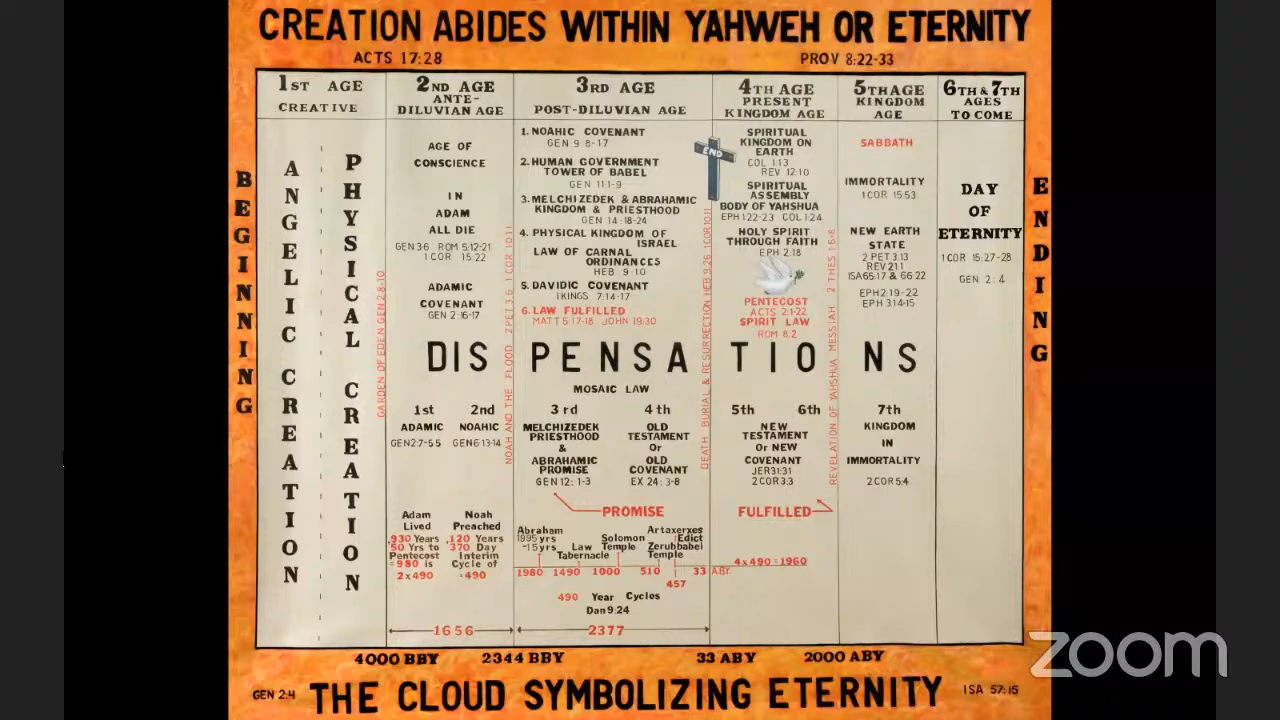 CREATION ABIDES WITHIN YAHWEH OR ETERNITY
ACTS 17:28
PROV 8:22-33
1ST AGE
CREATIVE
2ND AGE
ANTE-
DILUVIAN AGE
3RD AGE
POST-DILUVIAN AGE
4TH AGE
PRESENT
KINGDOM AGE
5TH AGE
KINGDOM
AGE
6TH & 7TH
AGES
TO COME
BEGINNING
ANGELIC CREATION
PHYSICAL CREATION
GARDEN OF EDEN GEN 2:8-10
AGE OF
CONSCIENCE
IN
ADAM
ALL DIE
GEN 3:6 ROM 5:12-21
1 COR 15:22
ADAMIC
COVENANT
GEN 2:16-17
NOAH AND THE FLOOD 2 PET 3:6 1 COR 10:11
1. NOAHIC COVENANT
GEN 9 8-17
2. HUMAN GOVERNMENT
TOWER OF BABEL
GEN 11:1-9
3. MELCHIZEDEK & ABRAHAMIC
KINGDOM & PRIESTHOOD
GEN 14:18-24
4. PHYSICAL KINGDOM OF
ISRAEL
LAW OF CARNAL
ORDINANCES
HEB 9:10
5. DAVIDIC COVENANT
1 KINGS 7:14-17
6. LAW FULFILLED
MATT 5:17-18 JOHN 19:30
END
DEATH BURIAL & RESURRECTION HEB 9:26 1COR10:11
SPIRITUAL
KINGDOM ON
EARTH
COL 1:13
REV 12:10
SPIRITUAL
ASSEMBLY
BODY OF YAHSHUA
EPH 1:22-23 COL 1:24
HOLY SPIRIT
THROUGH FAITH
EPH 2:18
PENTECOST
ACTS 2:1-22
SPIRIT LAW
ROM 8:2
REVELATION OF YAHSHUA MESSIAH 2 THES 1:6-8
SABBATH
IMMORTALITY
1 COR 15:53
NEW EARTH
STATE
2 PET 3:13
REV 21:1
ISA 65:17 & 66:22
EPH 2:19-22
EPH 3:14-15
DAY
OF
ETERNITY
1 COR 15:27-28
GEN 2:4
ENDING
DISPENSATIONS
MOSAIC LAW
1st
ADAMIC
GEN 2:7-5:5
2nd
NOAHIC
GEN 6:13-14
3rd
MELCHIZEDEK
PRIESTHOOD
&
ABRAHAMIC
PROMISE
GEN 12: 1-3
4th
OLD
TESTAMENT
Or
OLD
COVENANT
EX 24: 3-8
5th 6th
NEW
TESTAMENT
Or NEW
COVENANT
JER 31:31
2 COR 3:3
7th
KINGDOM
IN
IMMORTALITY
2 COR 5:4
PROMISE
FULFILLED
Adam
Lived
930 Years
50 Yrs to
Pentecost
=980 is
2x490
Noah
Preached
120 Years
370 Day
Interim
Cycle of
=490
Abraham
1995 yrs
-15 yrs
Law
Tabernacle
Solomon
Temple
Artaxerxes
Edict
Zerubbabel
Temple
1980 1490 1000 510 33 ABY
457
490 Year Cycles
Dan 9:24
4x490=1960
1656
2377
4000 BBY
2344 BBY
33 ABY
2000 ABY
GEN 2:4
THE CLOUD SYMBOLIZING ETERNITY
ISA 57:15
zoom